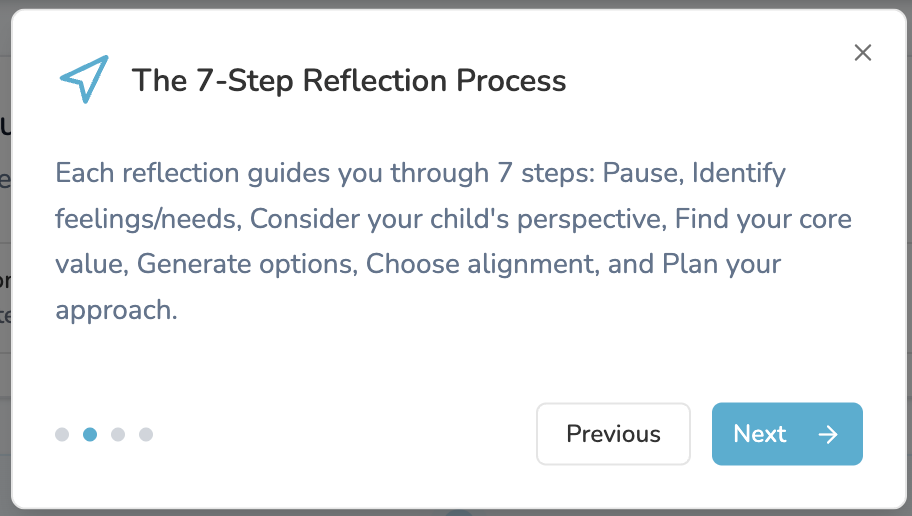 The 7-Step Reflection Process
Each reflection guides you through 7 steps: Pause, Identify
feelings/needs, Consider your child's perspective, Find your core
value, Generate options, Choose alignment, and Plan your
approach.
Previous
Next